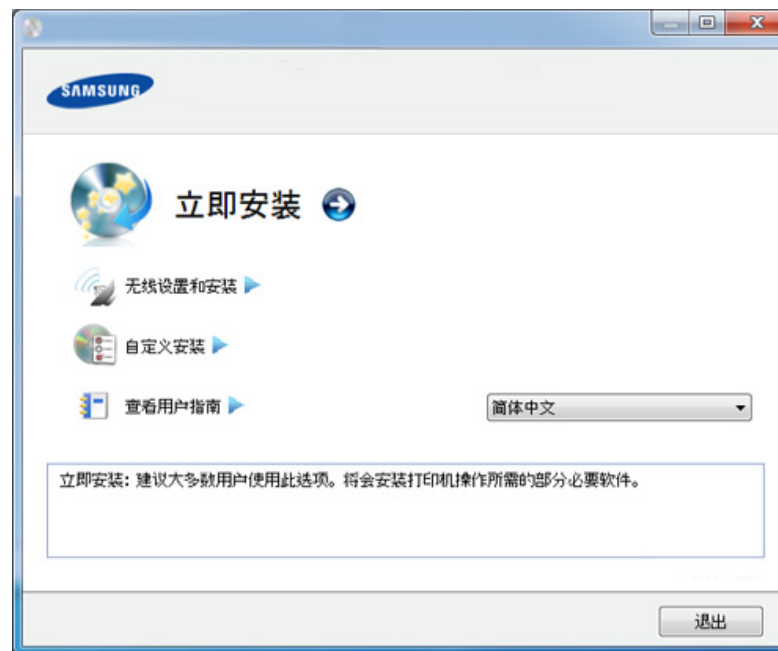 SAMSUNG
立即安装
无线设置和安装
自定义安装
查看用户指南
简体中文
立即安装: 建议大多数用户使用此选项。将会安装打印机操作所需的部分必要软件。
退出